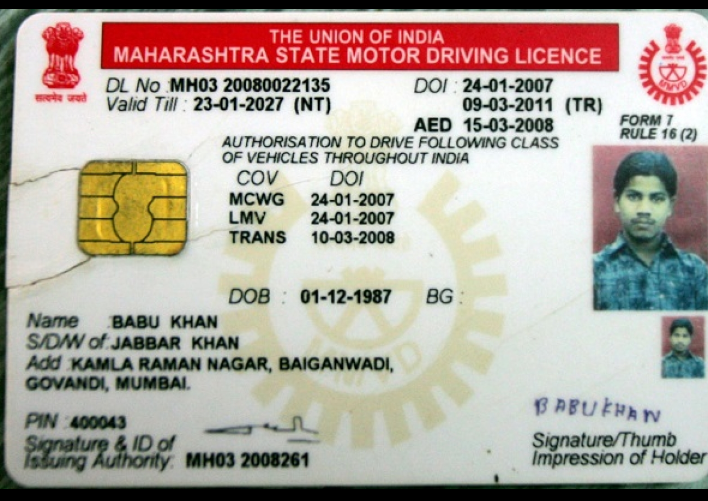 THE UNION OF INDIA
MAHARASHTRA STATE MOTOR DRIVING LICENCE
सत्यमेव जयते
MMVD
DL No : MH03 20080022135 DOI : 24-01-2007
Valid Till : 23-01-2027 (NT) 09-03-2011 (TR)
AED 15-03-2008
FORM 7
RULE 16 (2)
AUTHORISATION TO DRIVE FOLLOWING CLASS
OF VEHICLES THROUGHOUT INDIA
COV DOI
MCWG 24-01-2007
LMV 24-01-2007
TRANS 10-03-2008
DOB : 01-12-1987 BG :
MMVD
Name : BABU KHAN
S/D/W of : JABBAR KHAN
Add : KAMLA RAMAN NAGAR, BAIGANWADI,
GOVANDI, MUMBAI.
PIN : 400043
Signature & ID of
Issuing Authority: MH03 2008261
BABU KHAN
Signature/Thumb
Impression of Holder